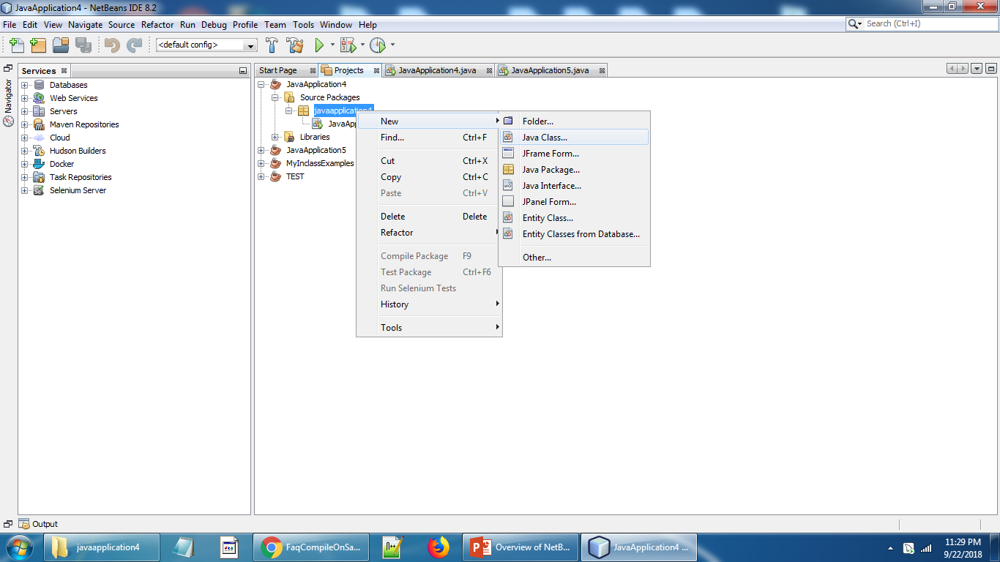 JavaApplication4 - NetBeans IDE 8.2
File Edit View Navigate Source Refactor Run Debug Profile Team Tools Window Help
Search (Ctrl+I)
<default config>
Navigator
Services
Databases
Web Services
Servers
Maven Repositories
Cloud
Hudson Builders
Docker
Task Repositories
Selenium Server
Start Page Projects JavaApplication4.java JavaApplication5.java
JavaApplication4
Source Packages
javaapplication4
JavaAp
Libraries
JavaApplication5
MyInclassExamples
TEST
New
Find... Ctrl+F
Cut Ctrl+X
Copy Ctrl+C
Paste Ctrl+V
Delete Delete
Refactor
Compile Package F9
Test Package Ctrl+F6
Run Selenium Tests
History
Tools
Folder...
Java Class...
JFrame Form...
Java Package...
Java Interface...
JPanel Form...
Entity Class...
Entity Classes from Database...
Other...
Output
javaapplication4
FaqCompileOnSa...
Overview of NetB...
JavaApplication4 ...
11:29 PM
9/22/2018